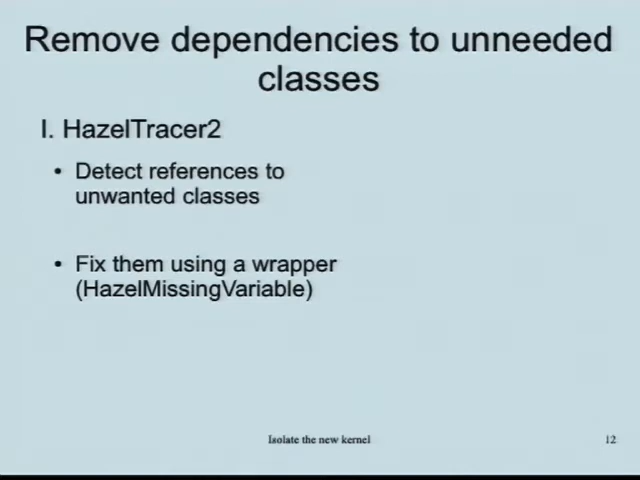 Remove dependencies to unneeded
classes
I. HazelTracer2
• Detect references to
unwanted classes
• Fix them using a wrapper
(HazelMissingVariable)
Isolate the new kernel
12